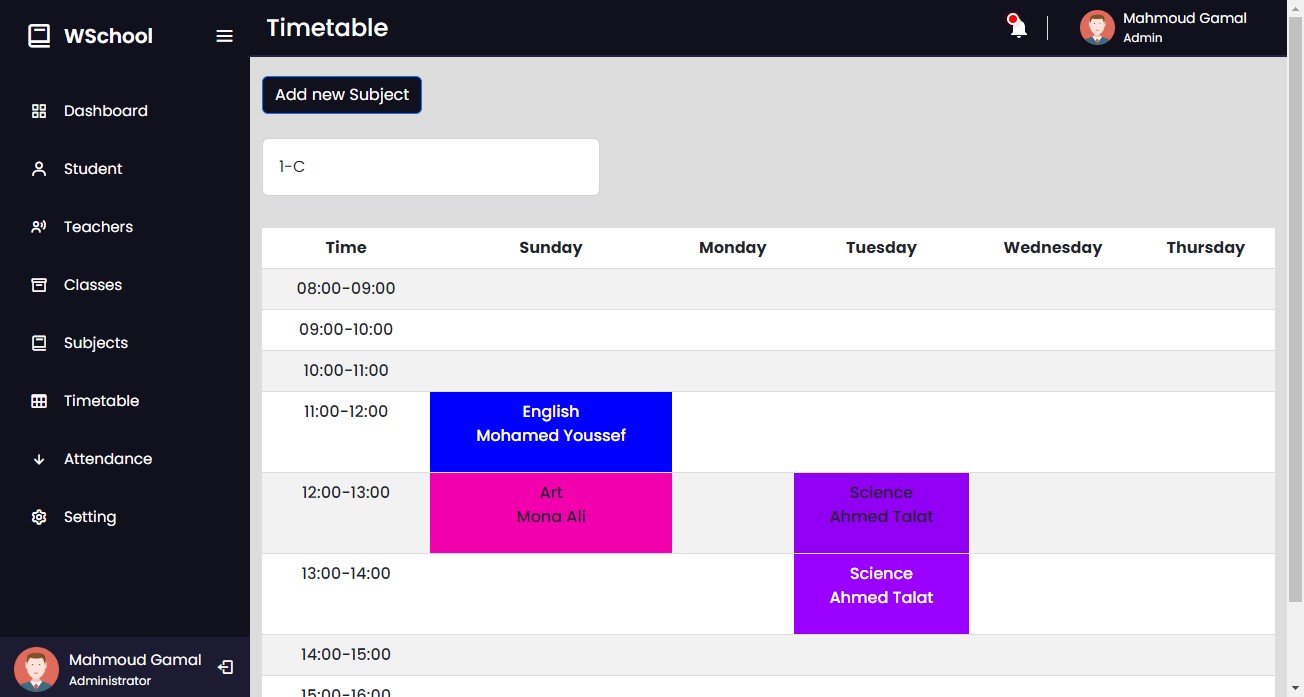 WSchool
Timetable
Mahmoud Gamal
Admin
Dashboard
Student
Teachers
Classes
Subjects
Timetable
Attendance
Setting
Mahmoud Gamal
Administrator
Add new Subject
1-C
Time Sunday Monday Tuesday Wednesday Thursday
08:00-09:00
09:00-10:00
10:00-11:00
11:00-12:00
English
Mohamed Youssef
12:00-13:00
Art
Mona Ali
Science
Ahmed Talat
13:00-14:00
Science
Ahmed Talat
14:00-15:00
15:00-16:00